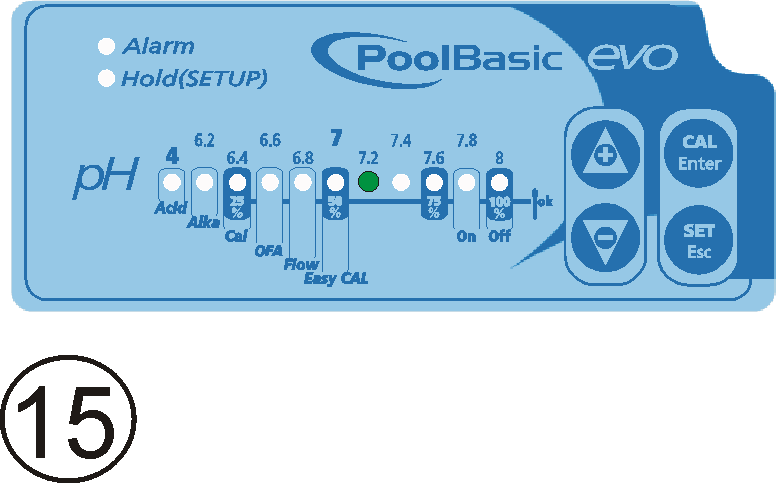 Alarm
Hold(SETUP)
PoolBasic evo
pH
4 6.2 6.4 6.6 6.8 7 7.2 7.4 7.6 7.8 8
25 % 50 % 75 % 100 % ok
Acid
Alka
Cal
OFA
Flow
Easy CAL
On Off
+
-
CAL
Enter
SET
Esc
15